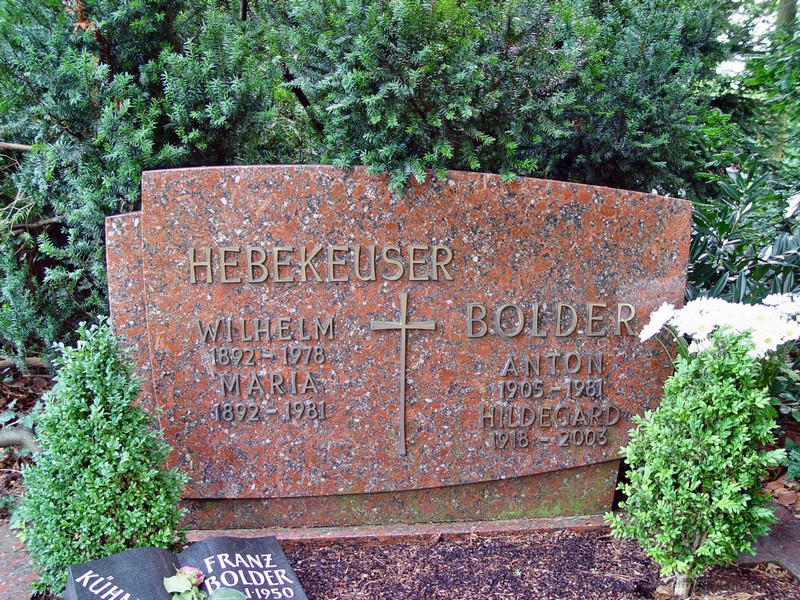 HEBEKEUSER
WILHELM
1892 - 1978
MARIA
1892 - 1981
BOLDER
ANTON
1905 - 1981
HILDEGARD
1918 - 2003
FRANZ
BOLDER
1950